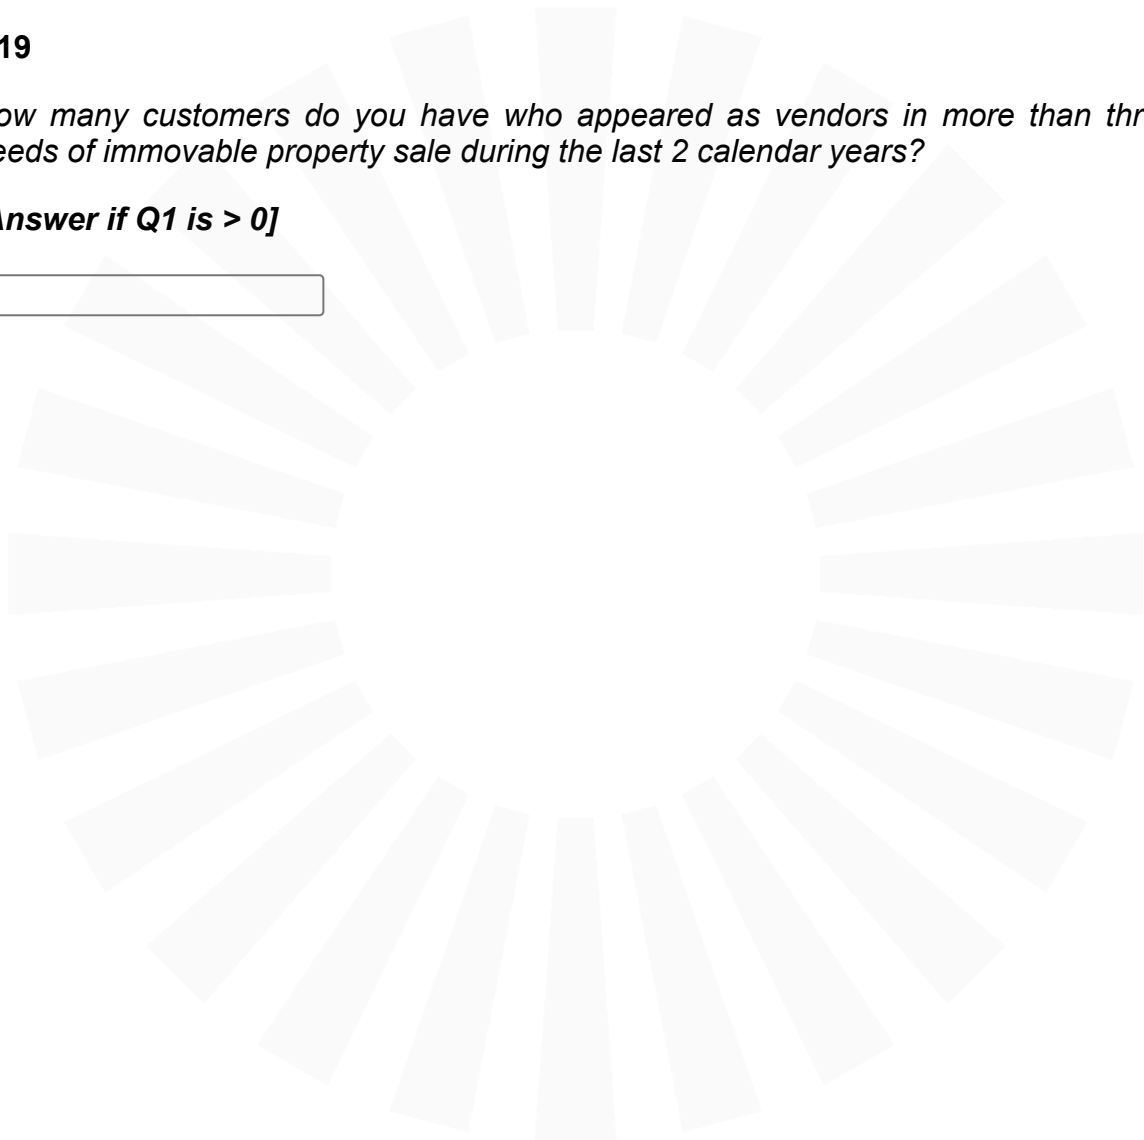 19
ow many customers do you have who appeared as vendors in more than thr
eeds of immovable property sale during the last 2 calendar years?
Answer if Q1 is > 0]